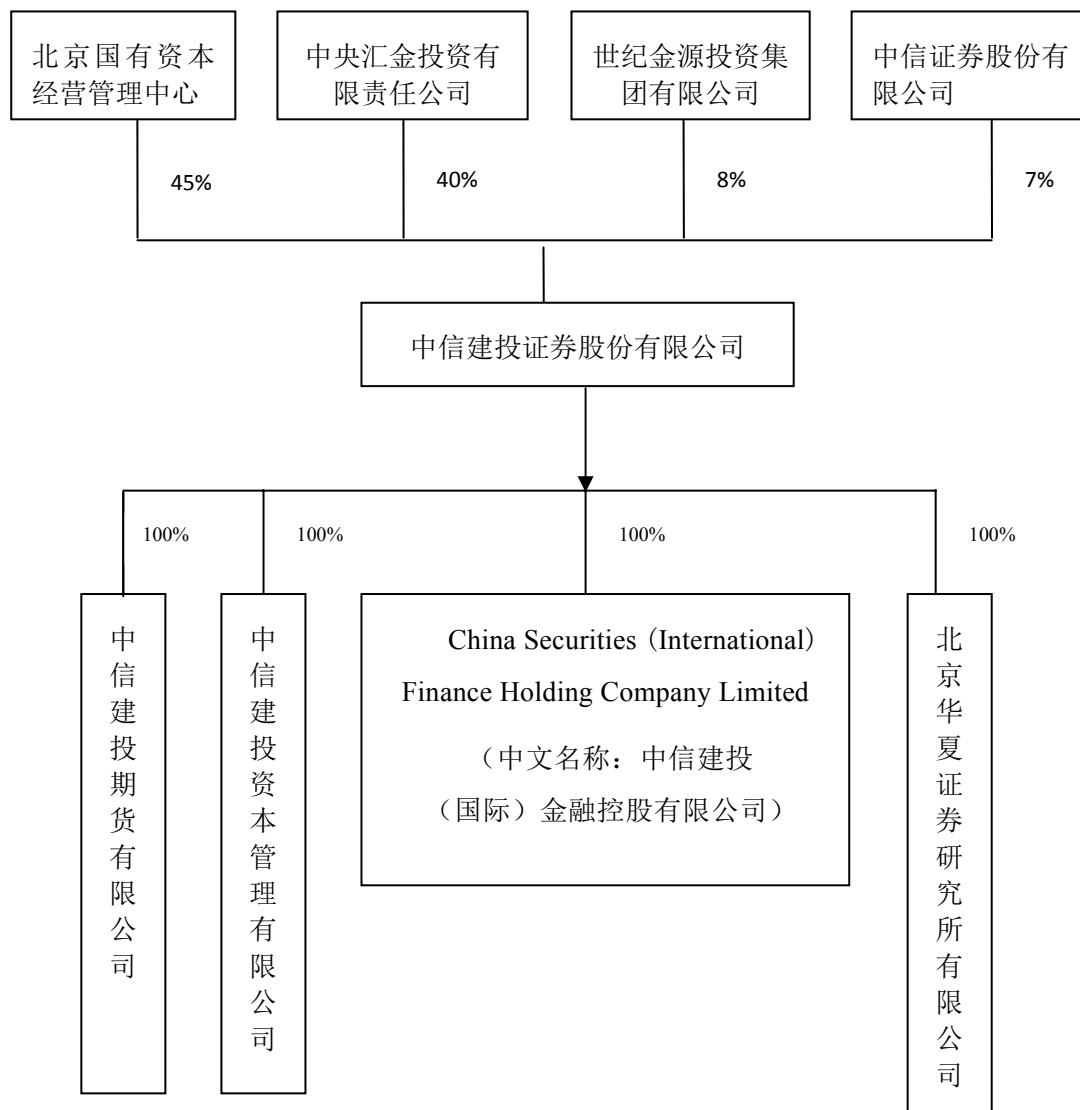 北京国有资本
经营管理中心
中央汇金投资有
限责任公司
世纪金源投资集
团有限公司
中信证券股份有
限公司
45%
40%
8%
7%
中信建投证券股份有限公司
100%
100%
100%
100%
中信建投期货有限公司
中信建投资本管理有限公司
China Securities (International)
Finance Holding Company Limited
（中文名称：中信建投
（国际）金融控股有限公司）
北京华夏证券研究所有限公司